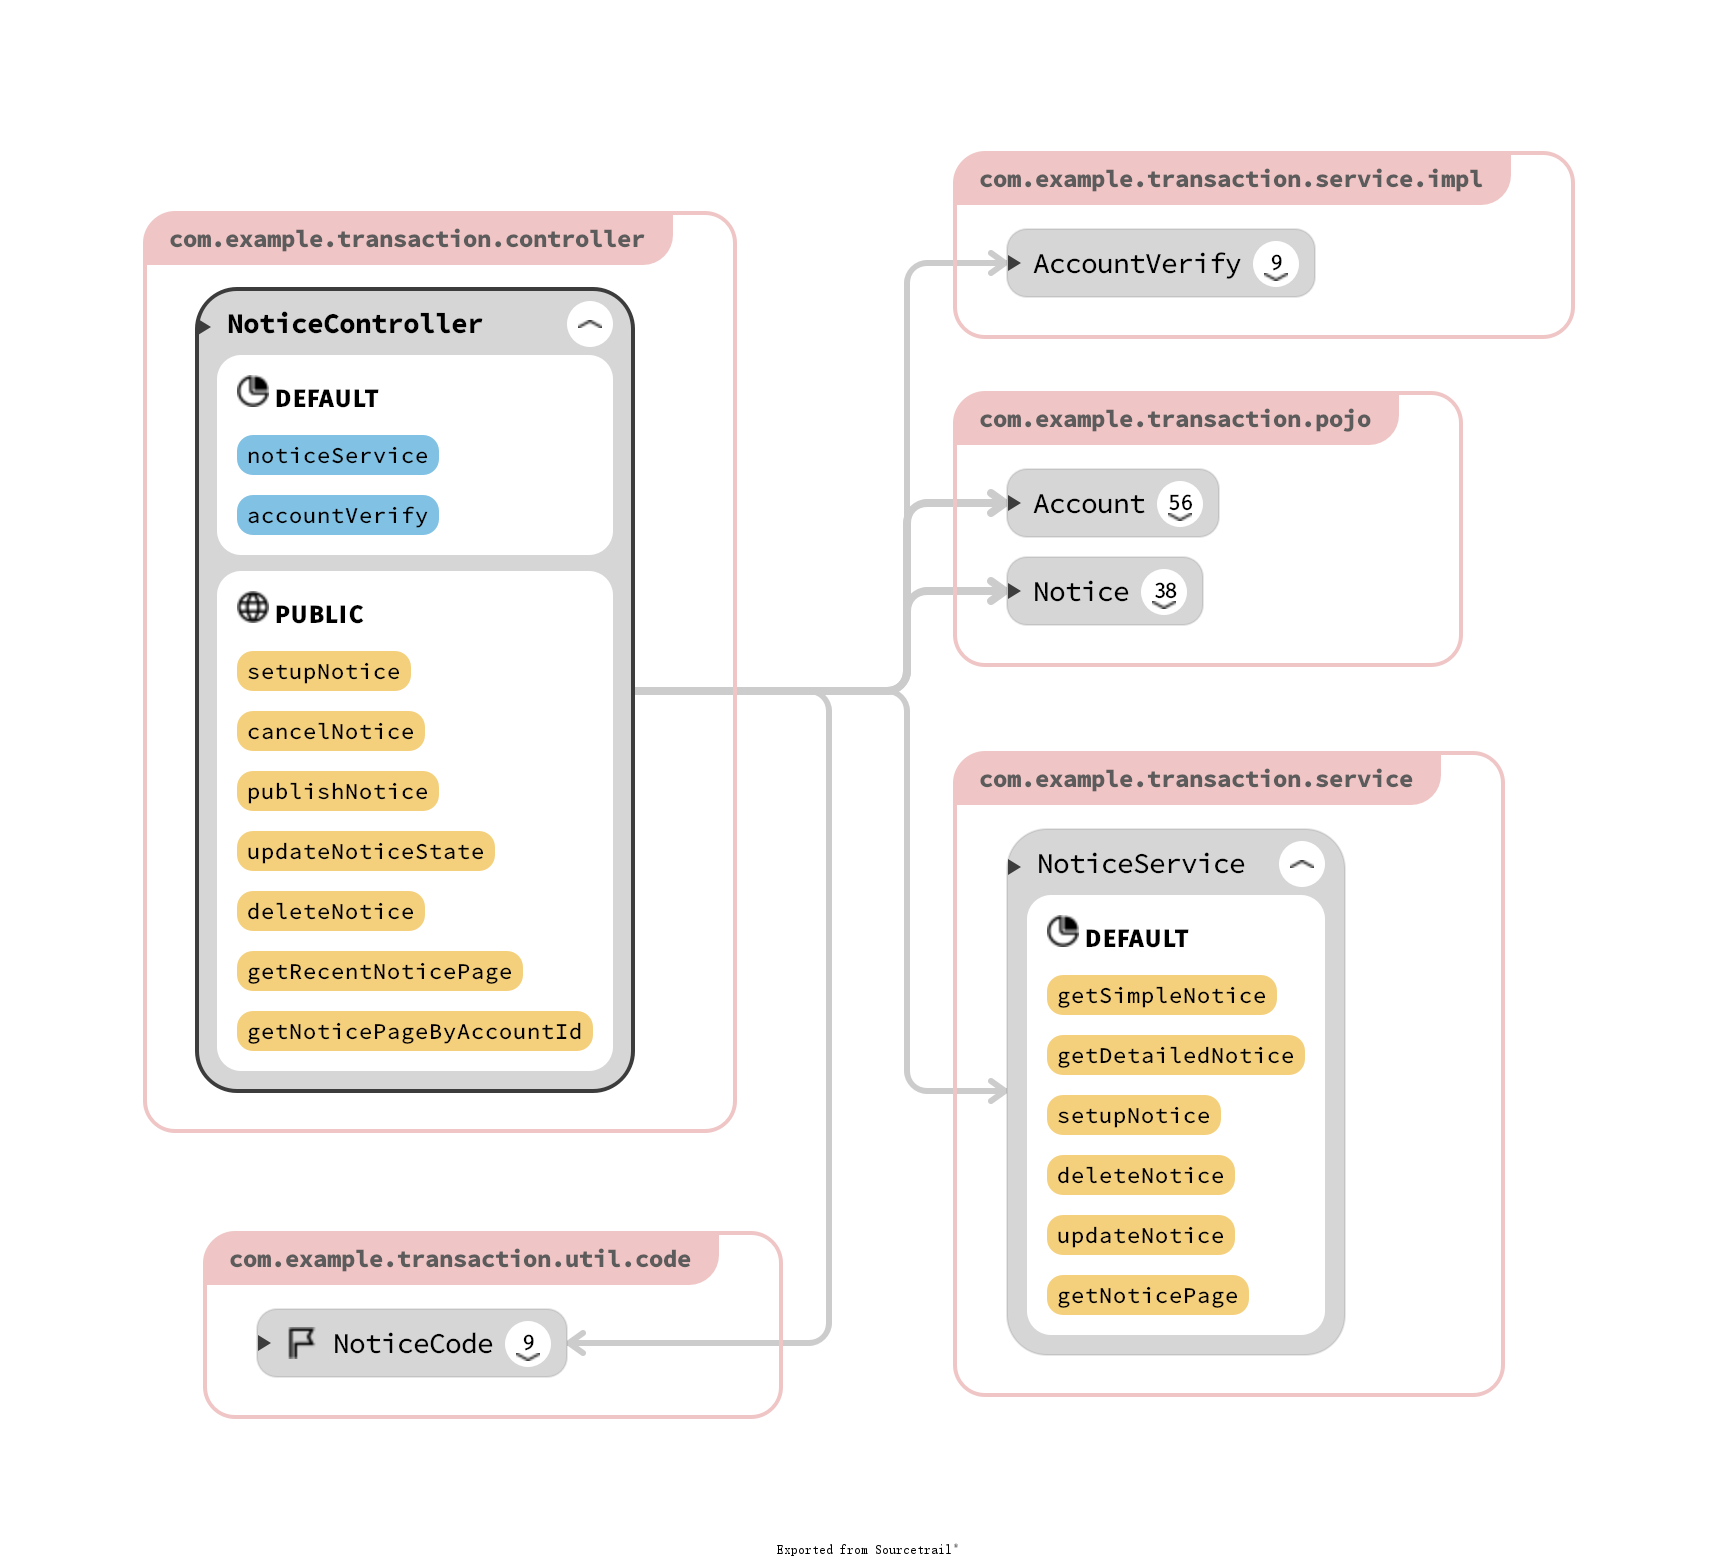 com.example.transaction.controller
NoticeController
DEFAULT
noticeService
accountVerify
PUBLIC
setupNotice
cancelNotice
publishNotice
updateNoticeState
deleteNotice
getRecentNoticePage
getNoticePageByAccountId
com.example.transaction.util.code
NoticeCode 9
com.example.transaction.service.impl
AccountVerify 9
com.example.transaction.pojo
Account 56
Notice 38
com.example.transaction.service
NoticeService
DEFAULT
getSimpleNotice
getDetailedNotice
setupNotice
deleteNotice
updateNotice
getNoticePage
Exported from Sourcetrail®